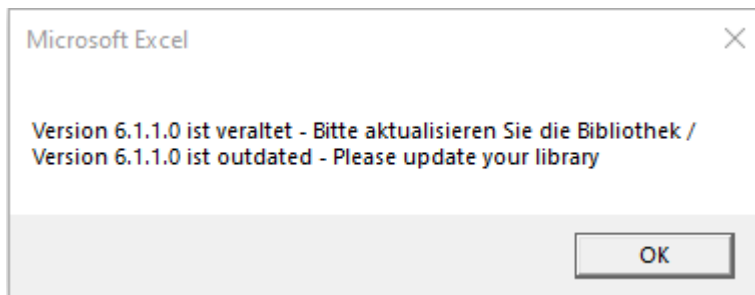 Microsoft Excel
Version 6.1.1.0 ist veraltet - Bitte aktualisieren Sie die Bibliothek /
Version 6.1.1.0 ist outdated - Please update your library
OK